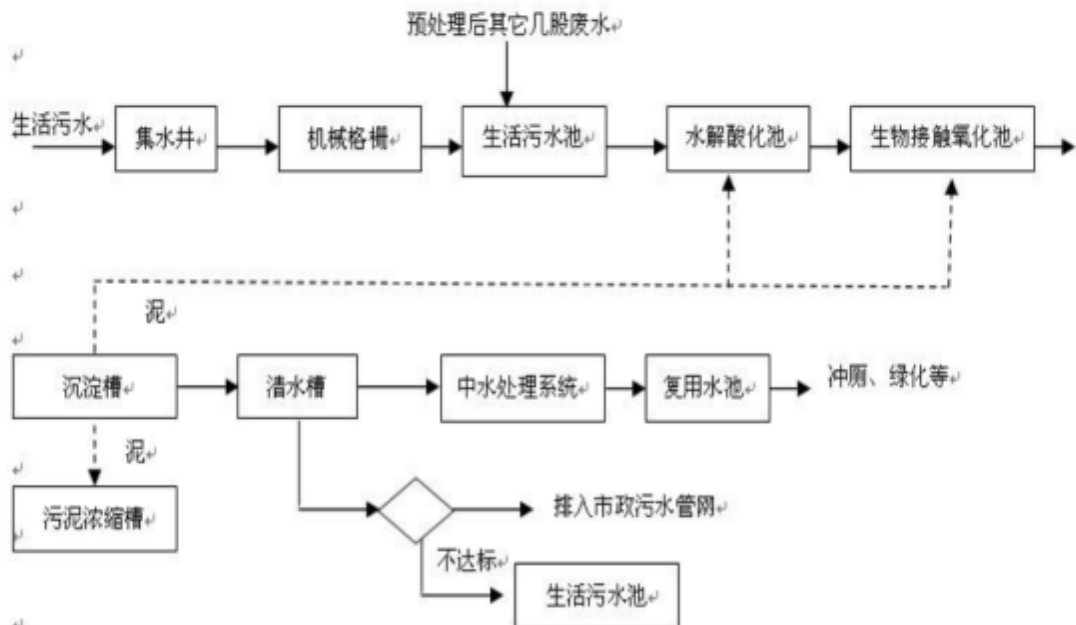 预处理后其它几股废水
生活污水
集水井
机械格栅
生活污水池
水解酸化池
生物接触氧化池
泥
沉淀槽
清水槽
中水处理系统
复用水池
冲厕、绿化等
泥
污泥浓缩槽
排入市政污水管网
不达标
生活污水池